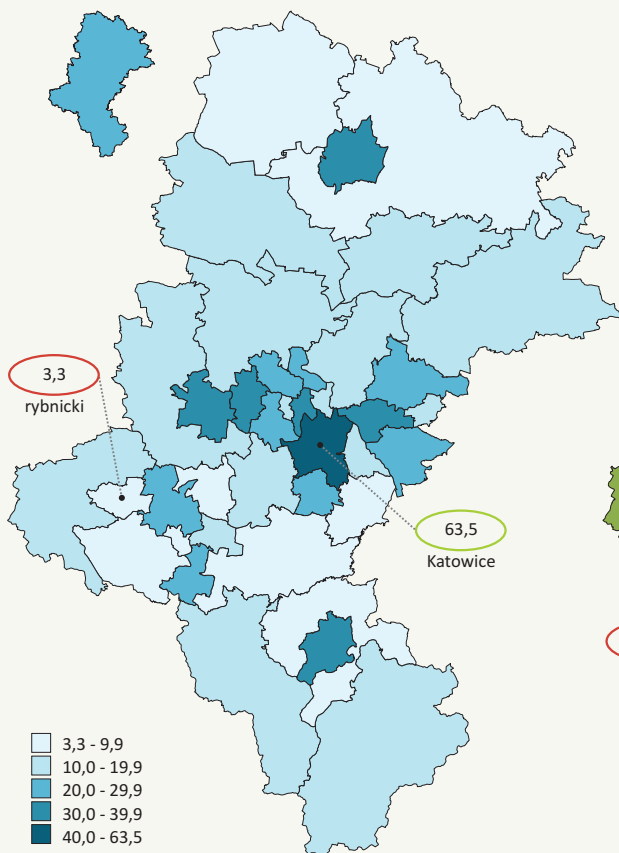 3,3
rybnicki
63,5
Katowice
3,3 - 9,9
10,0 - 19,9
20,0 - 29,9
30,0 - 39,9
40,0 - 63,5